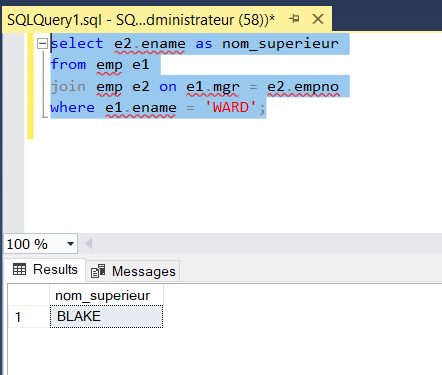 SQLQuery1.sql - SQ...dministrateur (58))*
select e2.ename as nom_superieur
from emp e1
join emp e2 on e1.mgr = e2.empno
where e1.ename = 'WARD';
100 %
Results Messages
nom_superieur
1 BLAKE